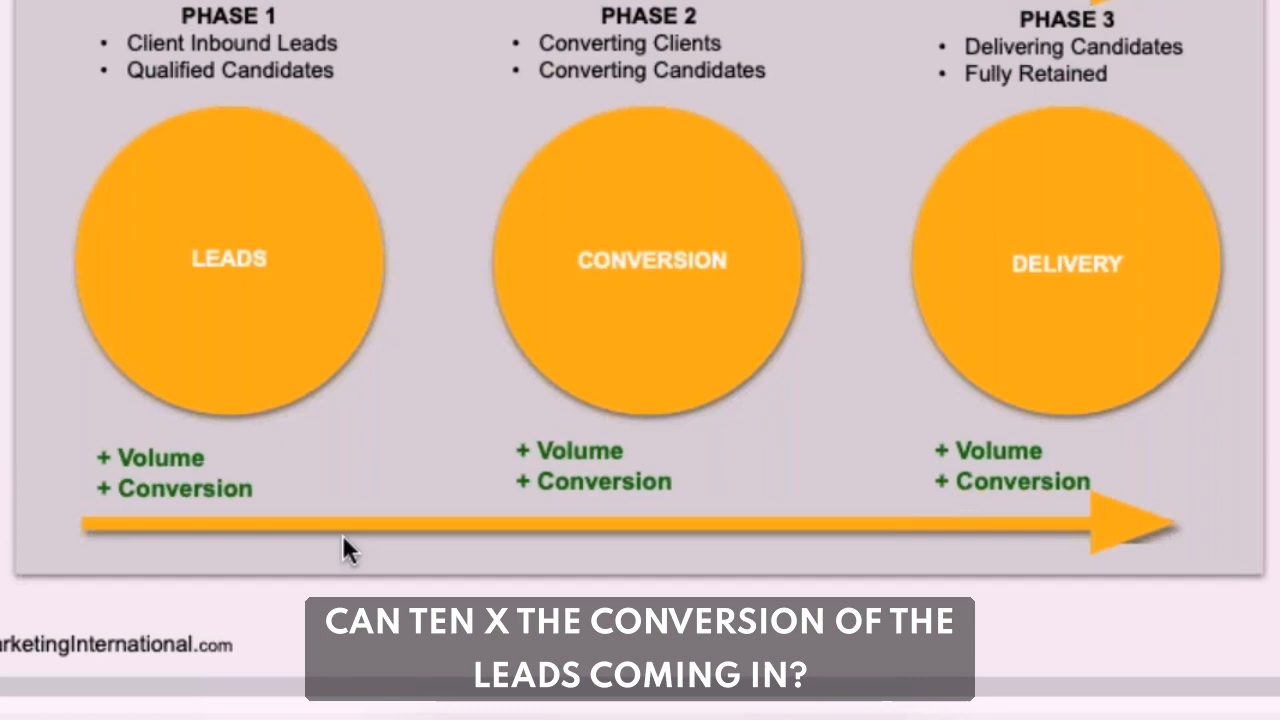 PHASE 1
• Client Inbound Leads
• Qualified Candidates
LEADS
+ Volume
+ Conversion
PHASE 2
• Converting Clients
• Converting Candidates
CONVERSION
+ Volume
+ Conversion
PHASE 3
• Delivering Candidates
• Fully Retained
DELIVERY
+ Volume
+ Conversion
rketingInternational.com
CAN TEN X THE CONVERSION OF THE
LEADS COMING IN?